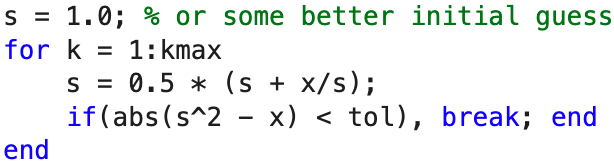 s = 1.0; % or some better initial guess
for k = 1:kmax
    s = 0.5 * (s + x/s);
    if(abs(s^2 - x) < tol), break; end
end